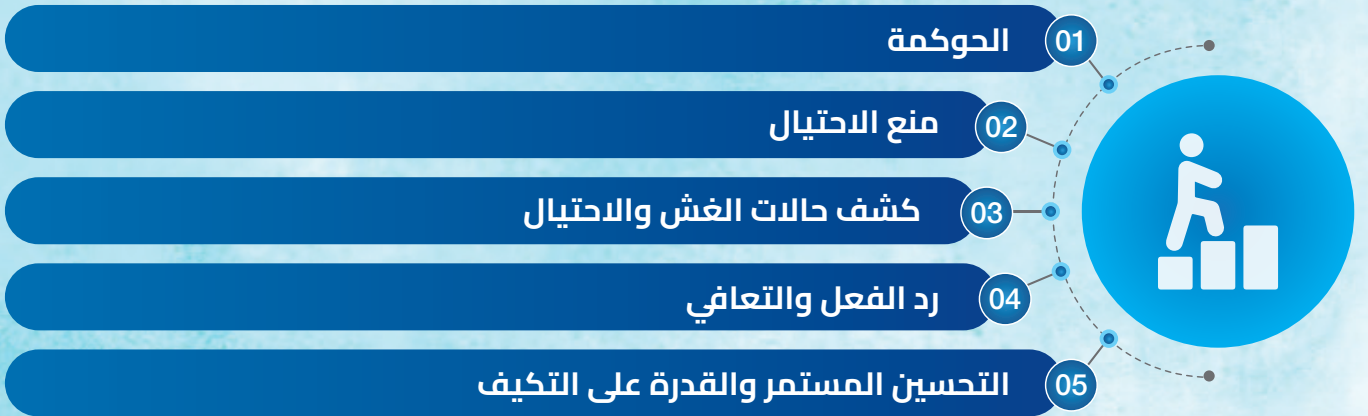 01 الحوكمة
02 منع الاحتيال
03 كشف حالات الغش والاحتيال
04 رد الفعل والتعافي
05 التحسين المستمر والقدرة على التكيف